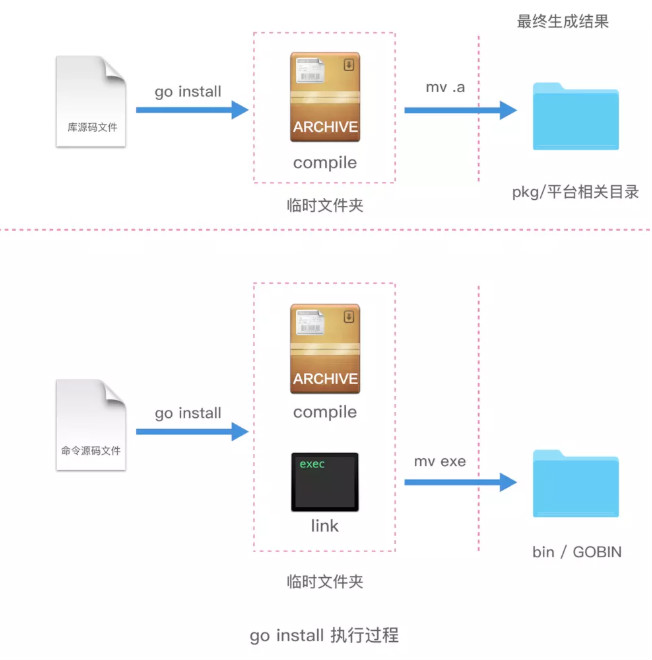 最终生成结果
库源码文件
go install
ARCHIVE
compile
临时文件夹
mv .a
pkg/平台相关目录
命令源码文件
go install
ARCHIVE
compile
exec
link
临时文件夹
mv exe
bin / GOBIN
go install 执行过程